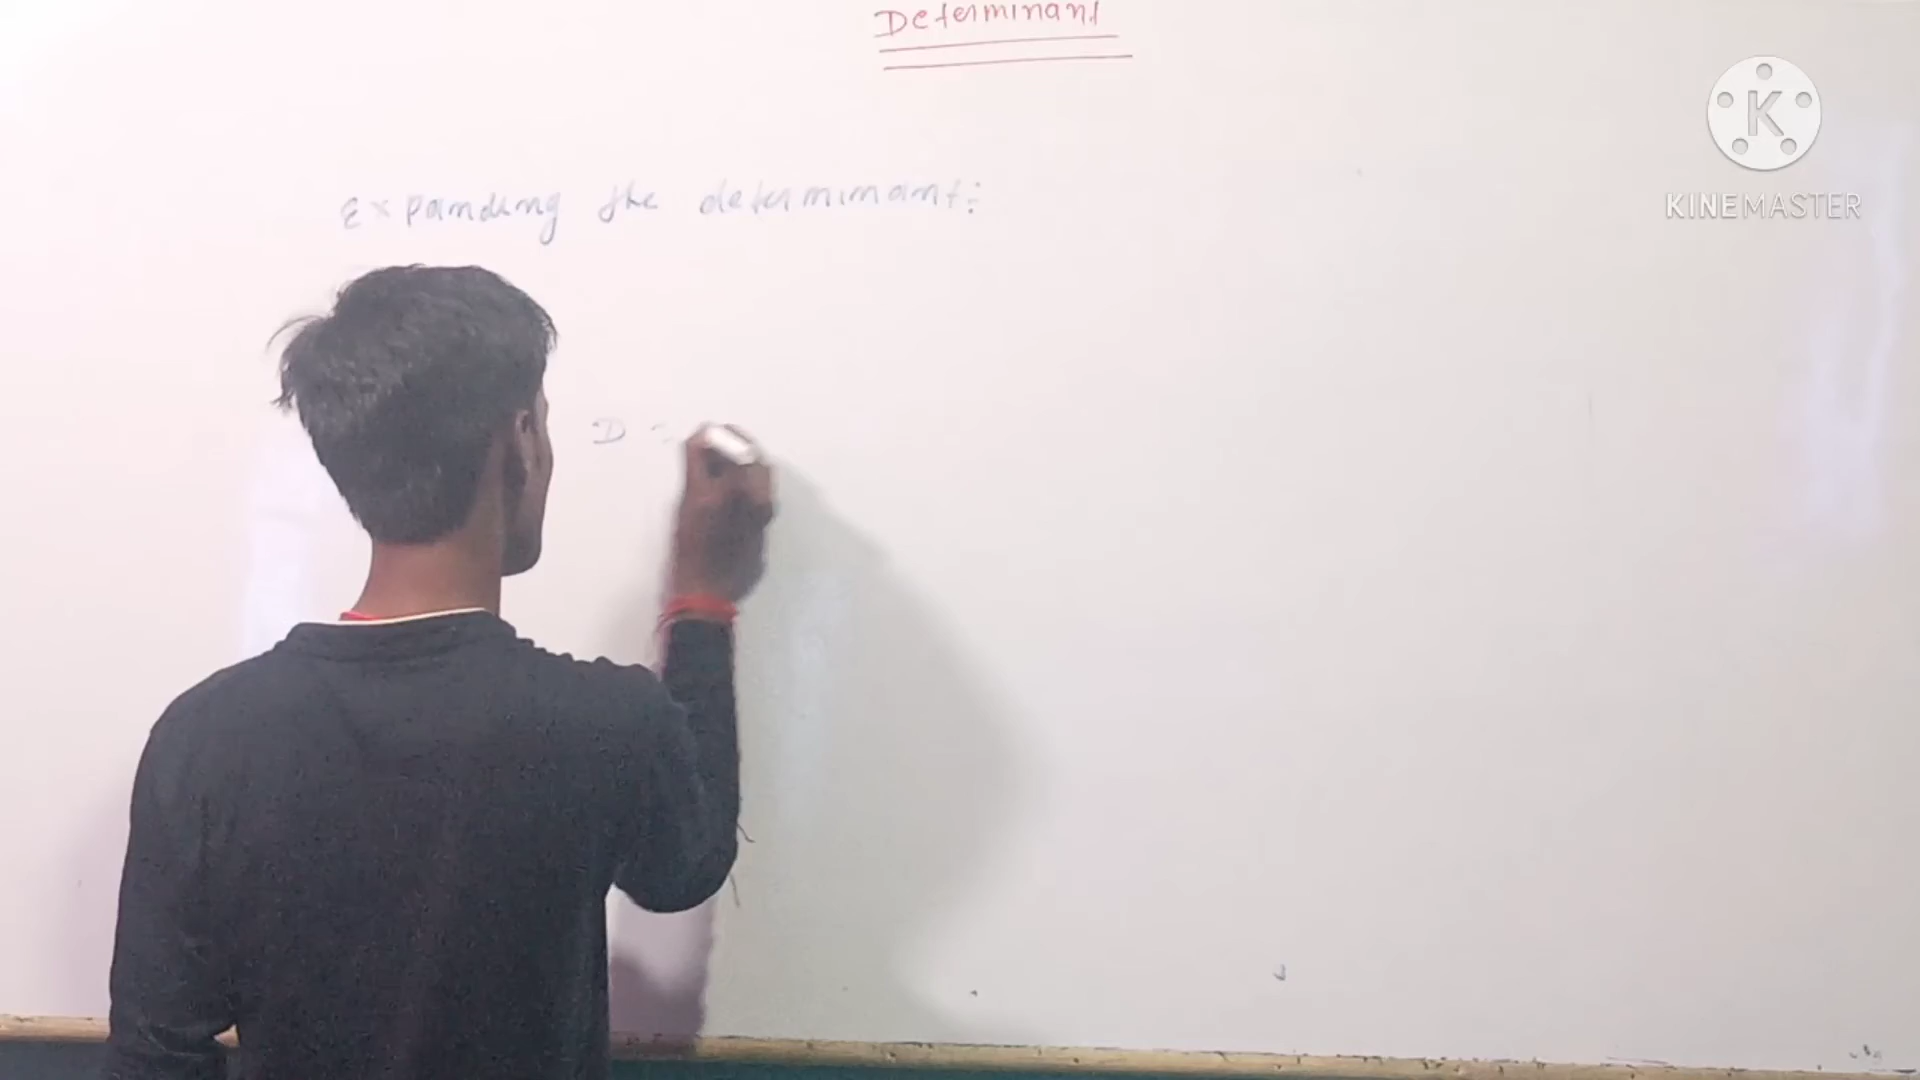 Determinant
Expanding the determinant:
D =
K
KINEMASTER